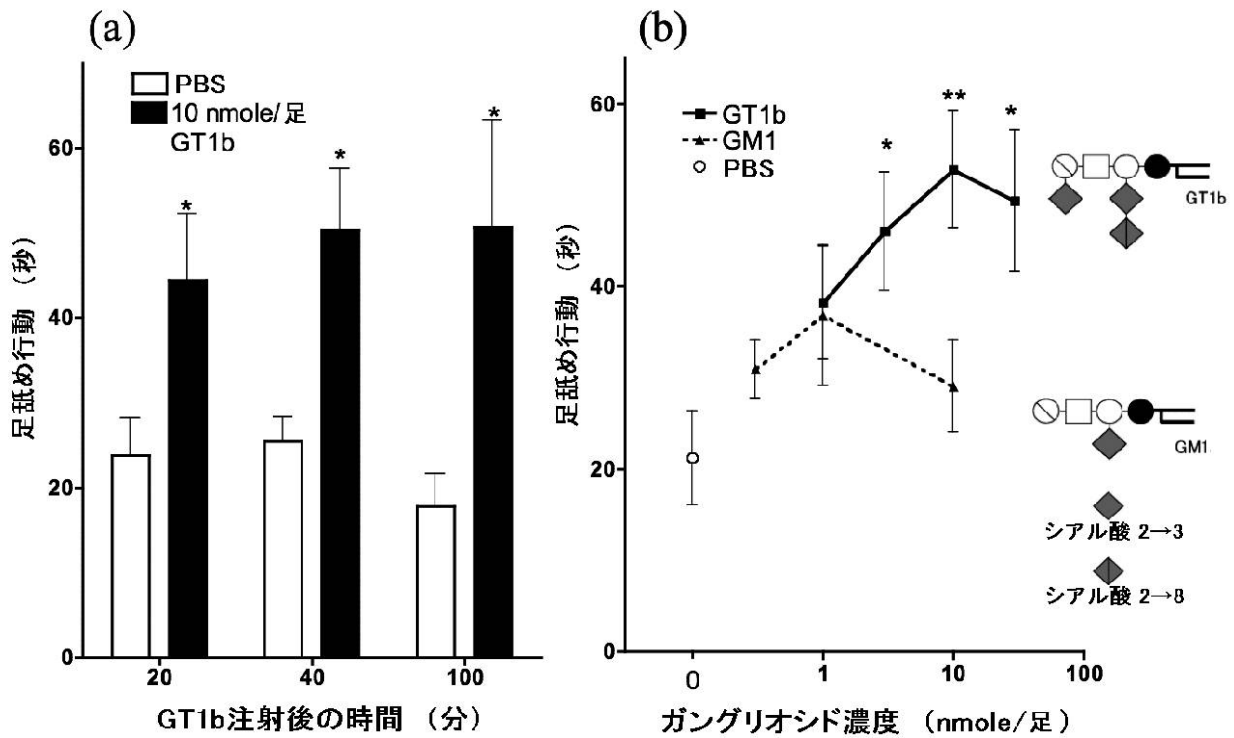 (a)
PBS
10 nmole/足
GT1b
*
*
*
60
40
20
0
足舐め行動 (秒)
20 40 100
GT1b注射後の時間 (分)
(b)
GT1b
GM1
PBS
*
**
*
60
40
20
0
足舐め行動 (秒)
0 1 10 100
ガングリオシド濃度 (nmole/足)
GT1b
GM1
シアル酸 2→3
シアル酸 2→8